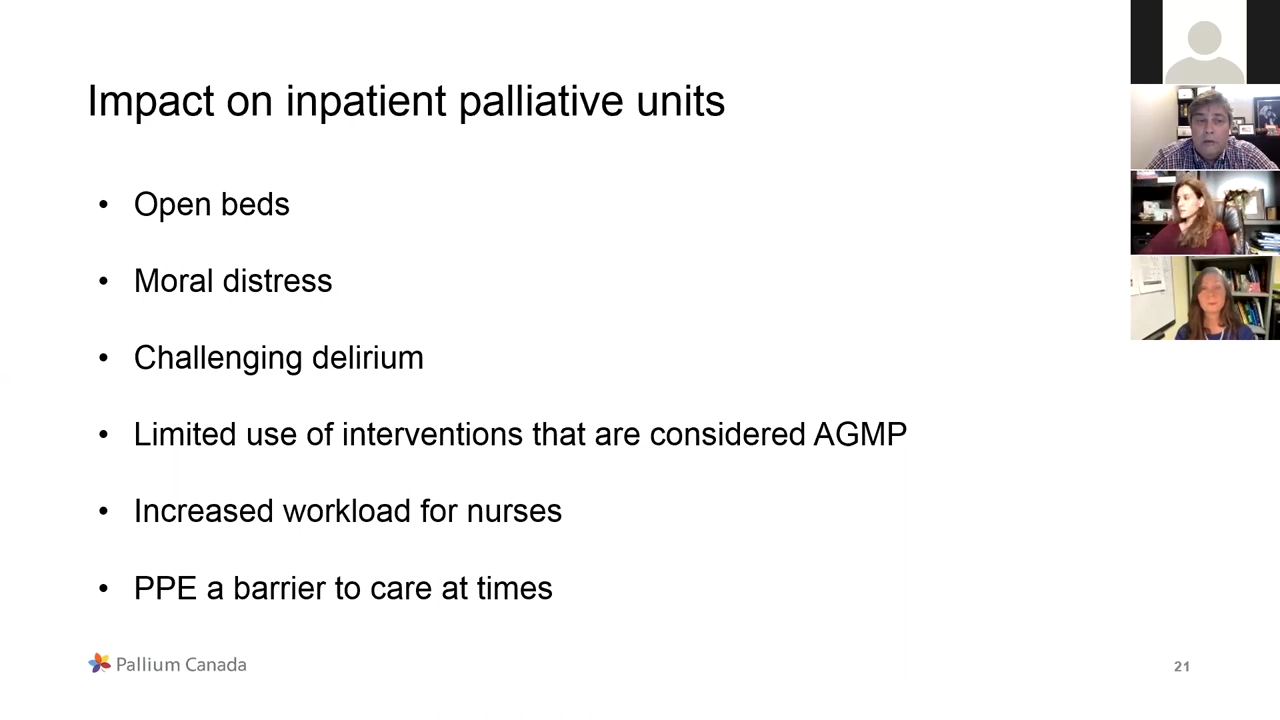 Impact on inpatient palliative units
• Open beds
• Moral distress
• Challenging delirium
• Limited use of interventions that are considered AGMP
• Increased workload for nurses
• PPE a barrier to care at times
Pallium Canada
21